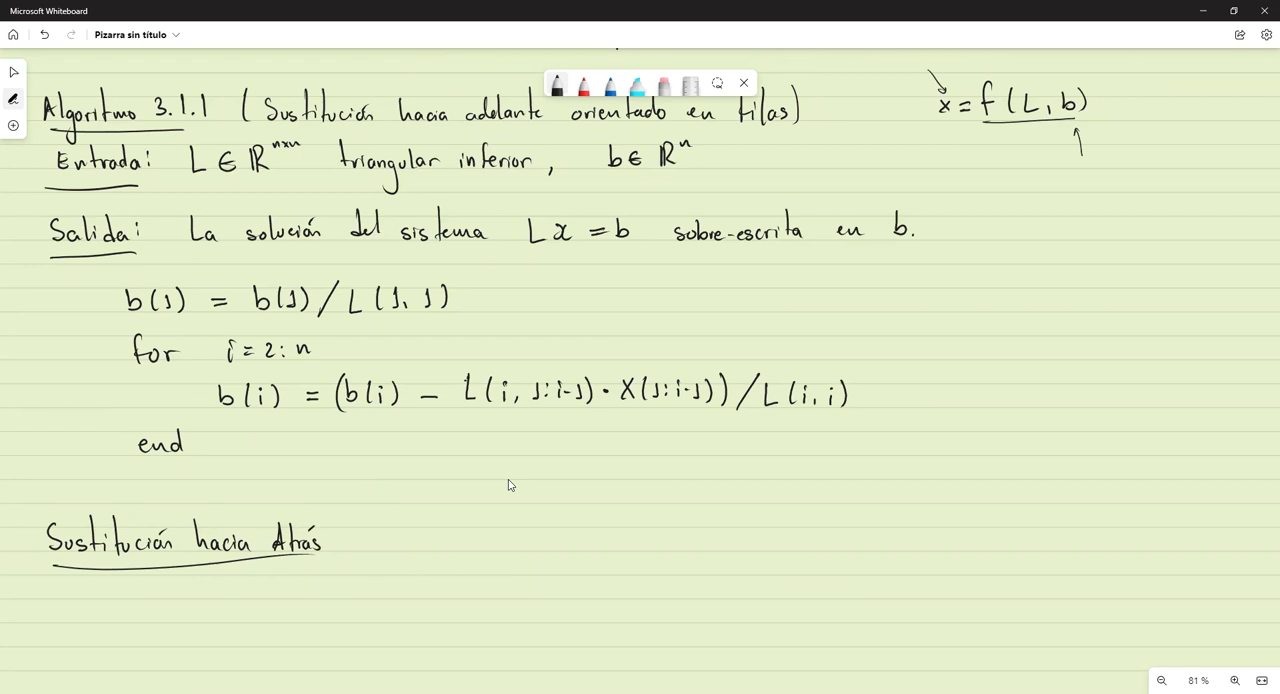 Microsoft Whiteboard
Pizarra sin título
Algoritmo 3.1.1 ( Sustitución hacia adelante orientado en filas)
x = f ( L, b )
Entrada: L ∈ ℝ^{n×n} triangular inferior, b ∈ ℝ^n
Salida: La solución del sistema Lx = b sobre-escrita en b.
b(1) = b(1) / L(1, 1)
for i = 2 : n
b(i) = (b(i) - L(i, 1:i-1) · X(1:i-1)) / L(i, i)
end
Sustitución hacia Atrás
81 %